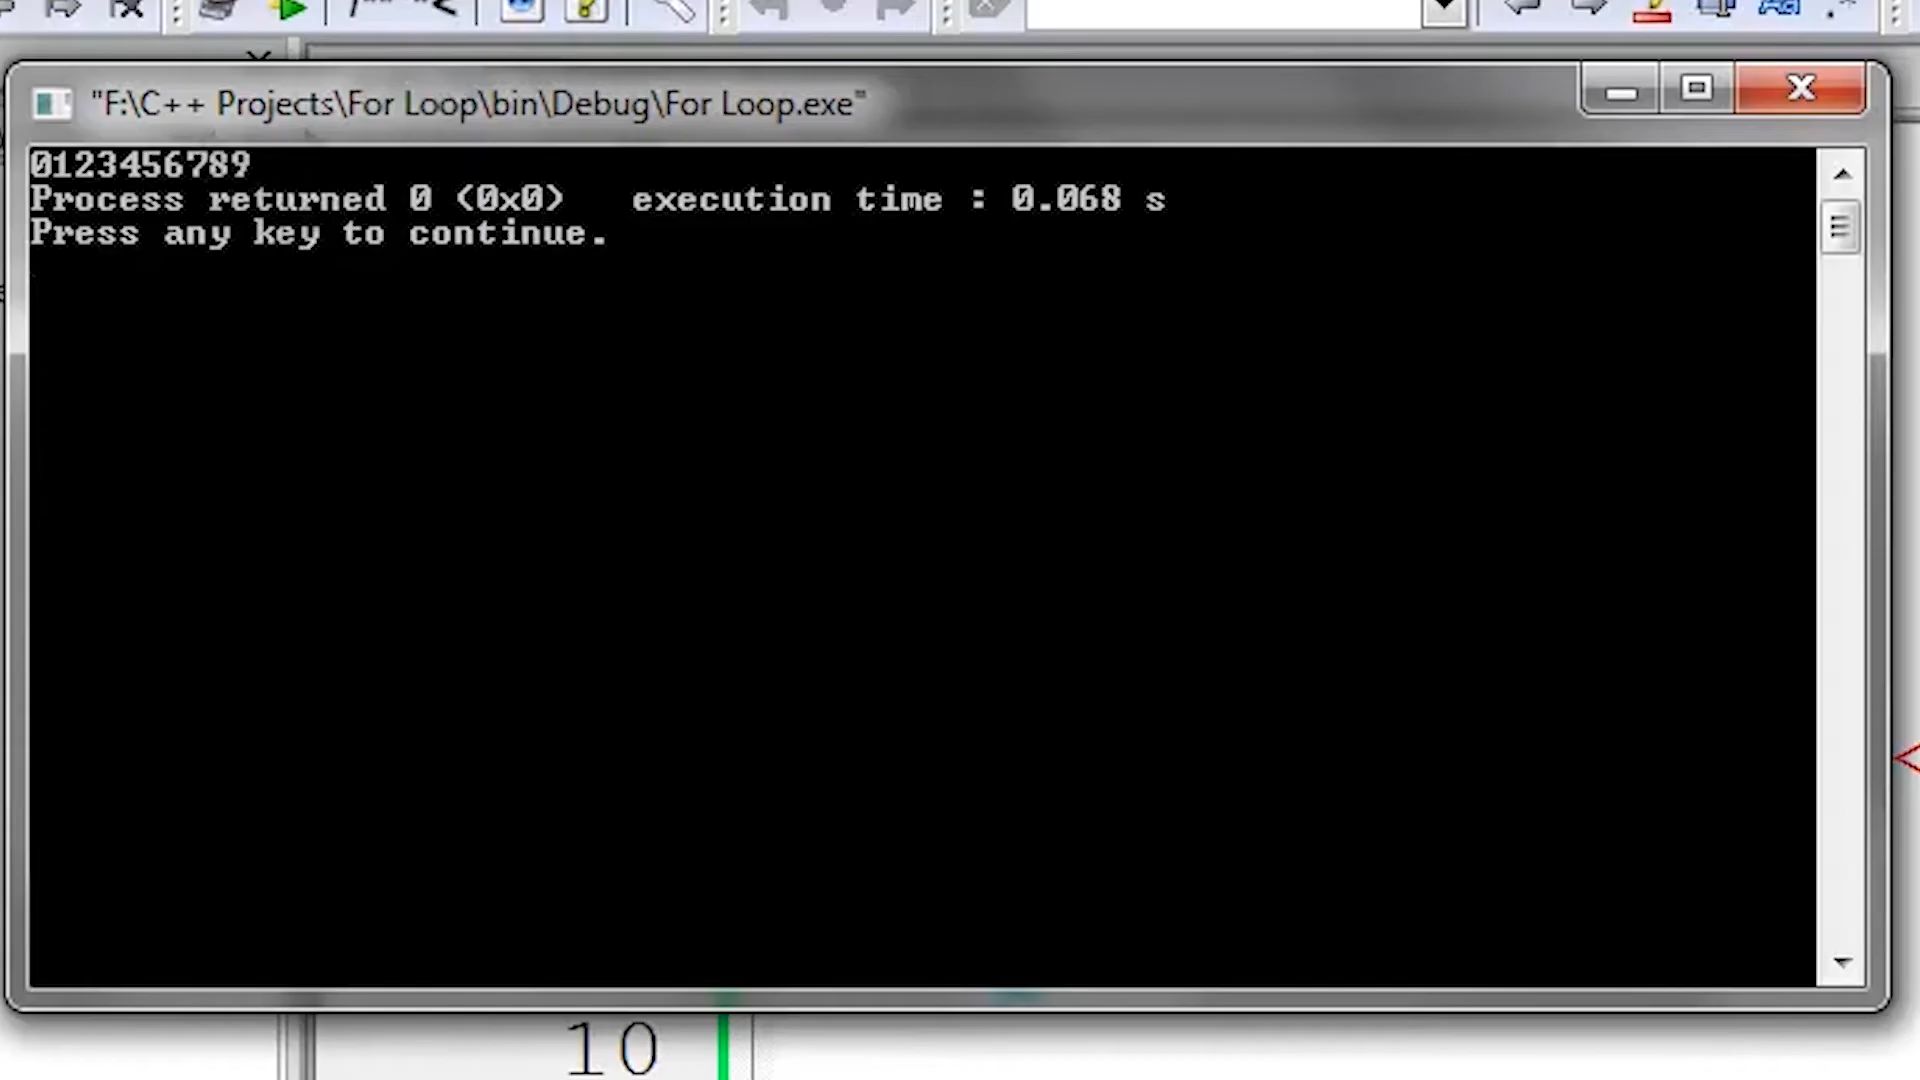 "F:\C++ Projects\For Loop\bin\Debug\For Loop.exe"
0123456789
Process returned 0 (0x0)   execution time : 0.068 s
Press any key to continue.
10